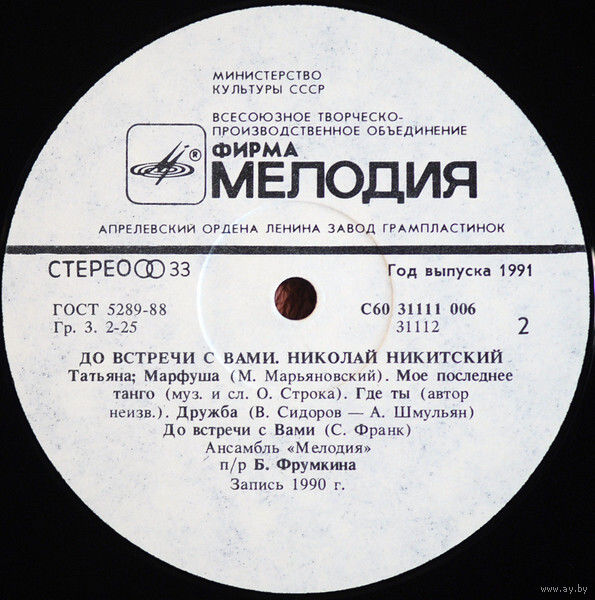 МИНИСТЕРСТВО
КУЛЬТУРЫ СССР
ВСЕСОЮЗНОЕ ТВОРЧЕСКО-
ПРОИЗВОДСТВЕННОЕ ОБЪЕДИНЕНИЕ
®
ФИРМА
МЕЛОДИЯ
АПРЕЛЕВСКИЙ ОРДЕНА ЛЕНИНА ЗАВОД ГРАМПЛАСТИНОК
СТЕРЕО 33
Год выпуска 1991
ГОСТ 5289-88
С60 31111 006
Гр. 3. 2-25
31112
2
ДО ВСТРЕЧИ С ВАМИ. НИКОЛАЙ НИКИТСКИЙ
Татьяна; Марфуша (М. Марьяновский). Мое последнее
танго (муз. и сл. О. Строка). Где ты (автор
неизв.). Дружба (В. Сидоров — А. Шмульян)
До встречи с Вами (С. Франк)
Ансамбль «Мелодия»
п/р Б. Фрумкина
Запись 1990 г.
www.ay.by